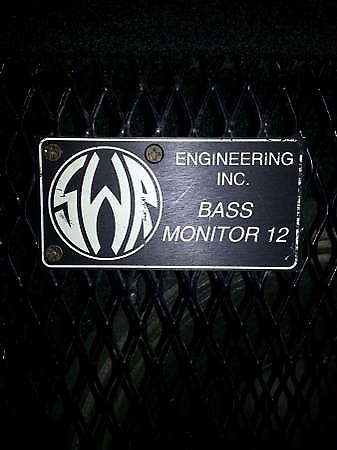 SWR
ENGINEERING
INC.
BASS
MONITOR 12